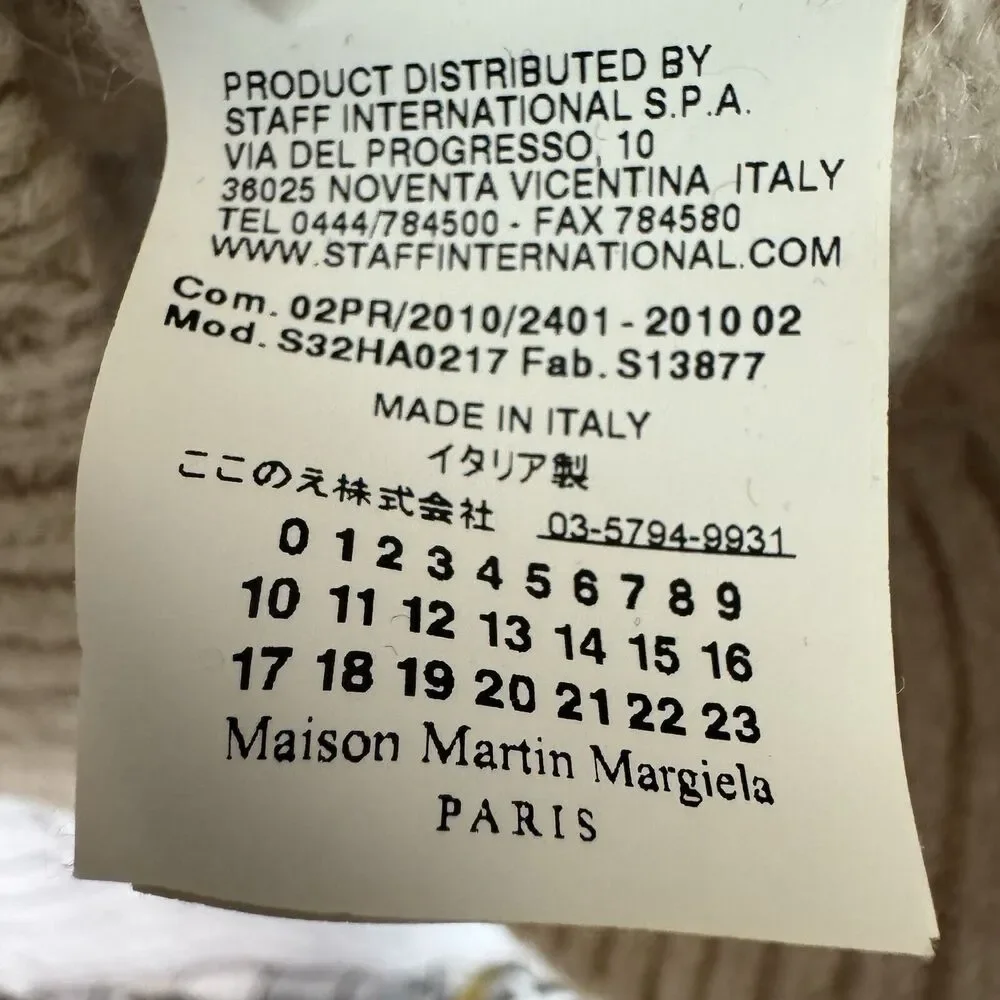 PRODUCT DISTRIBUTED BY
STAFF INTERNATIONAL S.P.A.
VIA DEL PROGRESSO, 10
36025 NOVENTA VICENTINA ITALY
TEL 0444/784500 - FAX 784580
WWW.STAFFINTERNATIONAL.COM
Com. 02PR/2010/2401 - 2010 02
Mod. S32HA0217 Fab. S13877
MADE IN ITALY
イタリア製
ここのえ株式会社 03-5794-9931
0 1 2 3 4 5 6 7 8 9
10 11 12 13 14 15 16
17 18 19 20 21 22 23
Maison Martin Margiela
PARIS